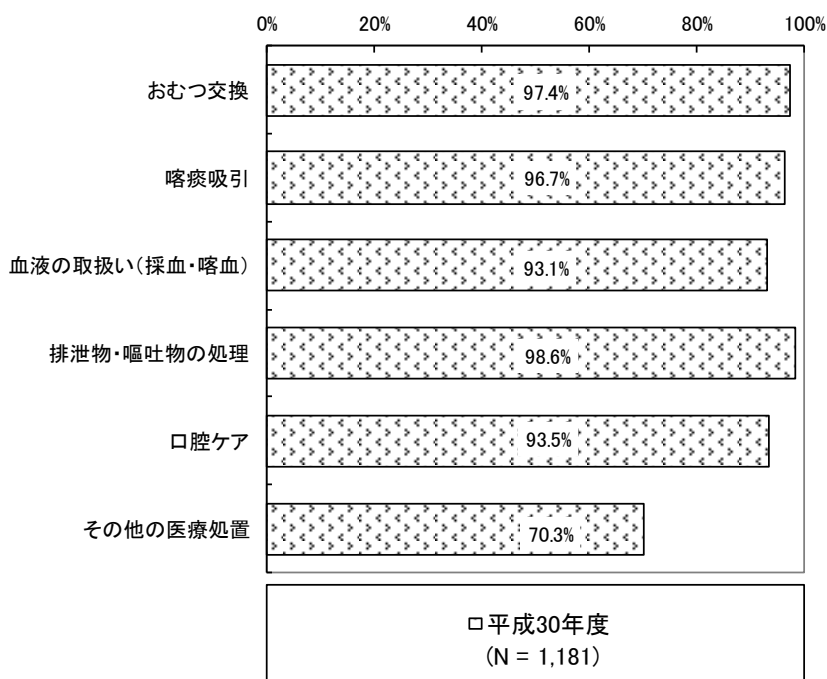 0% 20% 40% 60% 80% 100%
おむつ交換 97.4%
喀痰吸引 96.7%
血液の取扱い(採血・喀血) 93.1%
排泄物・嘔吐物の処理 98.6%
口腔ケア 93.5%
その他の医療処置 70.3%
平成30年度
(N = 1,181)